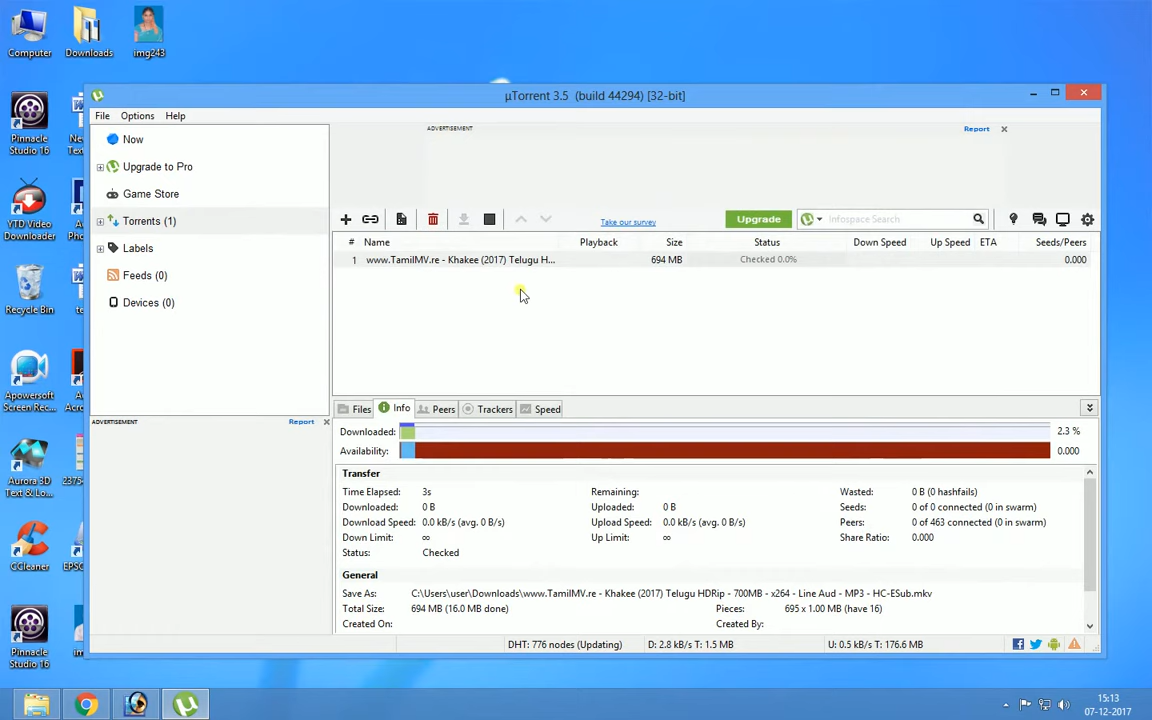 Computer
Downloads
img243
µTorrent 3.5 (build 44294) [32-bit]
File Options Help
ADVERTISEMENT
Report
Now
Upgrade to Pro
Game Store
Torrents (1)
Labels
Feeds (0)
Devices (0)
Take our survey
Upgrade
Infospace Search
# Name Playback Size Status Down Speed Up Speed ETA Seeds/Peers
1 www.TamilMV.re - Khakee (2017) Telugu H... 694 MB Checked 0.0% 0.000
Pinnacle
Studio 16
YTD Video
Downloader
Recycle Bin
Apowersoft
Screen Rec...
Aurora 3D
Text & Lo...
2375
CCleaner
EPSC
Pinnacle
Studio 16
ADVERTISEMENT
Report
Files Info Peers Trackers Speed
Downloaded: 2.3 %
Availability: 0.000
Transfer
Time Elapsed: 3s Remaining: Wasted: 0 B (0 hashfails)
Downloaded: 0 B Uploaded: 0 B Seeds: 0 of 0 connected (0 in swarm)
Download Speed: 0.0 kB/s (avg. 0 B/s) Upload Speed: 0.0 kB/s (avg. 0 B/s) Peers: 0 of 463 connected (0 in swarm)
Down Limit: ∞ Up Limit: ∞ Share Ratio: 0.000
Status: Checked
General
Save As: C:\Users\user\Downloads\www.TamilMV.re - Khakee (2017) Telugu HDRip - 700MB - x264 - Line Aud - MP3 - HC-ESub.mkv
Total Size: 694 MB (16.0 MB done) Pieces: 695 x 1.00 MB (have 16)
Created On: Created By:
DHT: 776 nodes (Updating) D: 2.8 kB/s T: 1.5 MB U: 0.5 kB/s T: 176.6 MB
15:13
07-12-2017